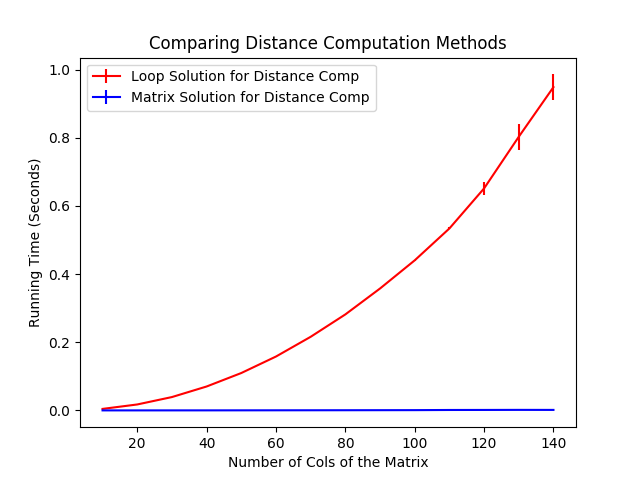 Comparing Distance Computation Methods
Loop Solution for Distance Comp
Matrix Solution for Distance Comp
Running Time (Seconds)
1.0
0.8
0.6
0.4
0.2
0.0
20 40 60 80 100 120 140
Number of Cols of the Matrix